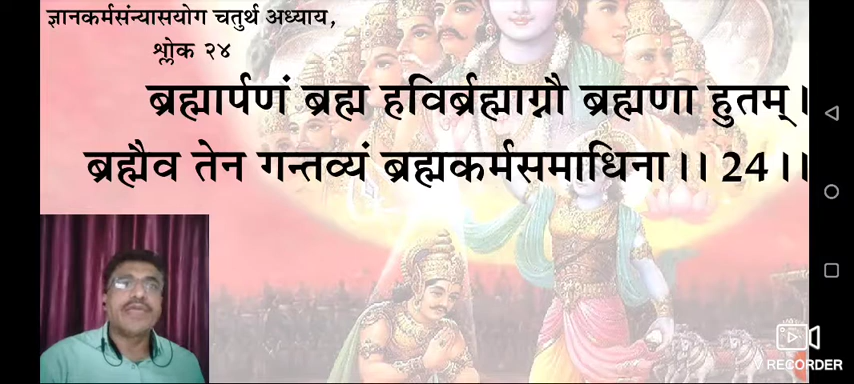 ज्ञानकर्मसंन्यासयोग चतुर्थ अध्याय,
श्लोक २४
ब्रह्मार्पणं ब्रह्म हविर्ब्रह्माग्नौ ब्रह्मणा हुतम्।
ब्रह्मैव तेन गन्तव्यं ब्रह्मकर्मसमाधिना।। 24।।
RECORDER